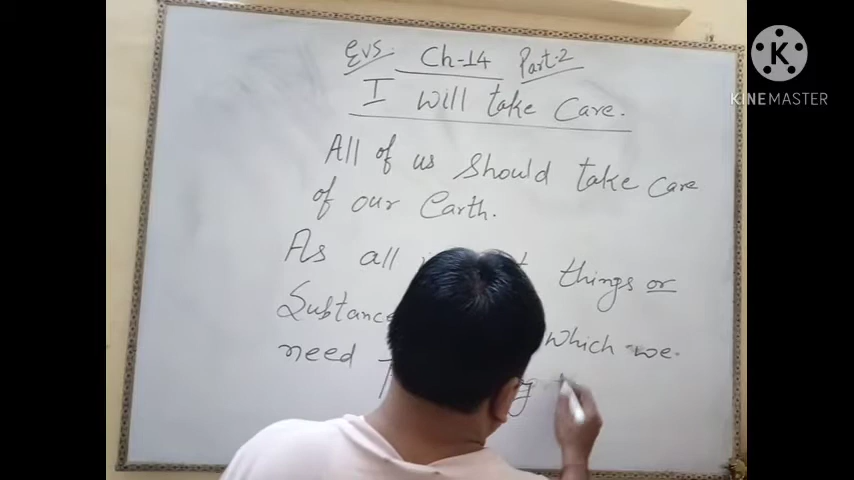 Evs. Ch-14 Part-2
I will take care.
All of us should take care
of our Earth.
As all things or
Substance which we.
need
K
KINEMASTER